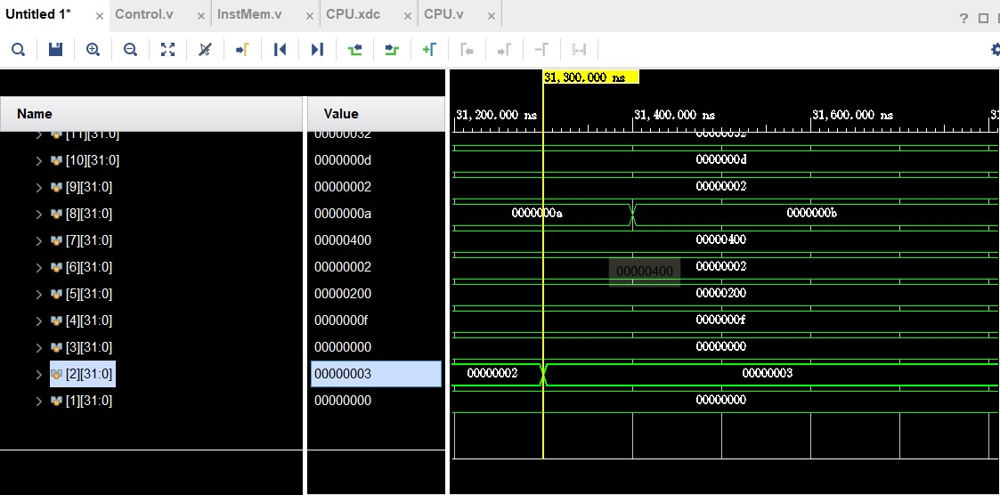 Untitled 1* × Control.v × InstMem.v × CPU.xdc × CPU.v ×
?
31,300.000 ns
Name Value 31,200.000 ns 31,400.000 ns 31,600.000 ns
[11][31:0] 00000032 00000032
[10][31:0] 0000000d 0000000d
[9][31:0] 00000002 00000002
[8][31:0] 0000000a 0000000a 0000000b
[7][31:0] 00000400 00000400
[6][31:0] 00000002 00000400 00000002
[5][31:0] 00000200 00000200
[4][31:0] 0000000f 0000000f
[3][31:0] 00000000 00000000
[2][31:0] 00000003 00000002 00000003
[1][31:0] 00000000 00000000